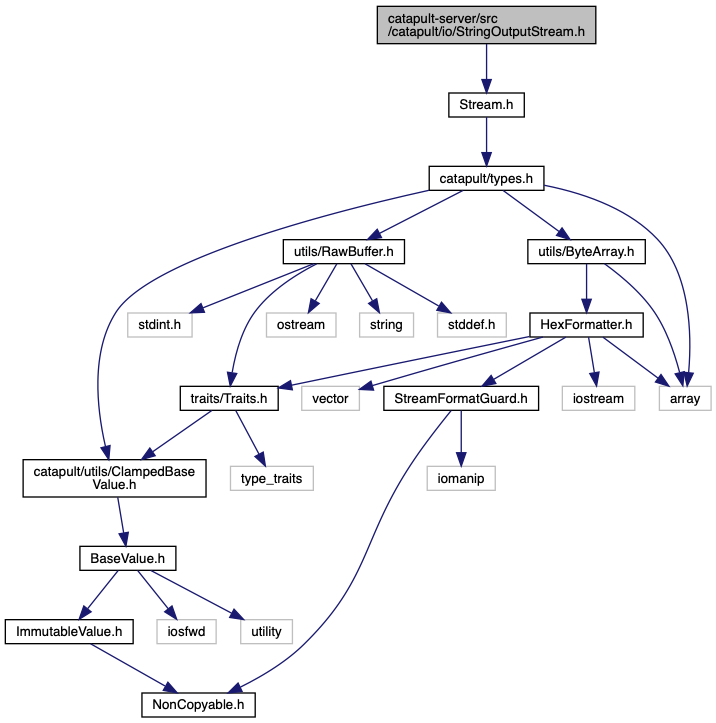 catapult-server/src
/catapult/io/StringOutputStream.h
Stream.h
catapult/types.h
utils/RawBuffer.h
utils/ByteArray.h
stdint.h
ostream
string
stddef.h
HexFormatter.h
traits/Traits.h
vector
StreamFormatGuard.h
iostream
array
catapult/utils/ClampedBase
Value.h
type_traits
iomanip
BaseValue.h
ImmutableValue.h
iosfwd
utility
NonCopyable.h